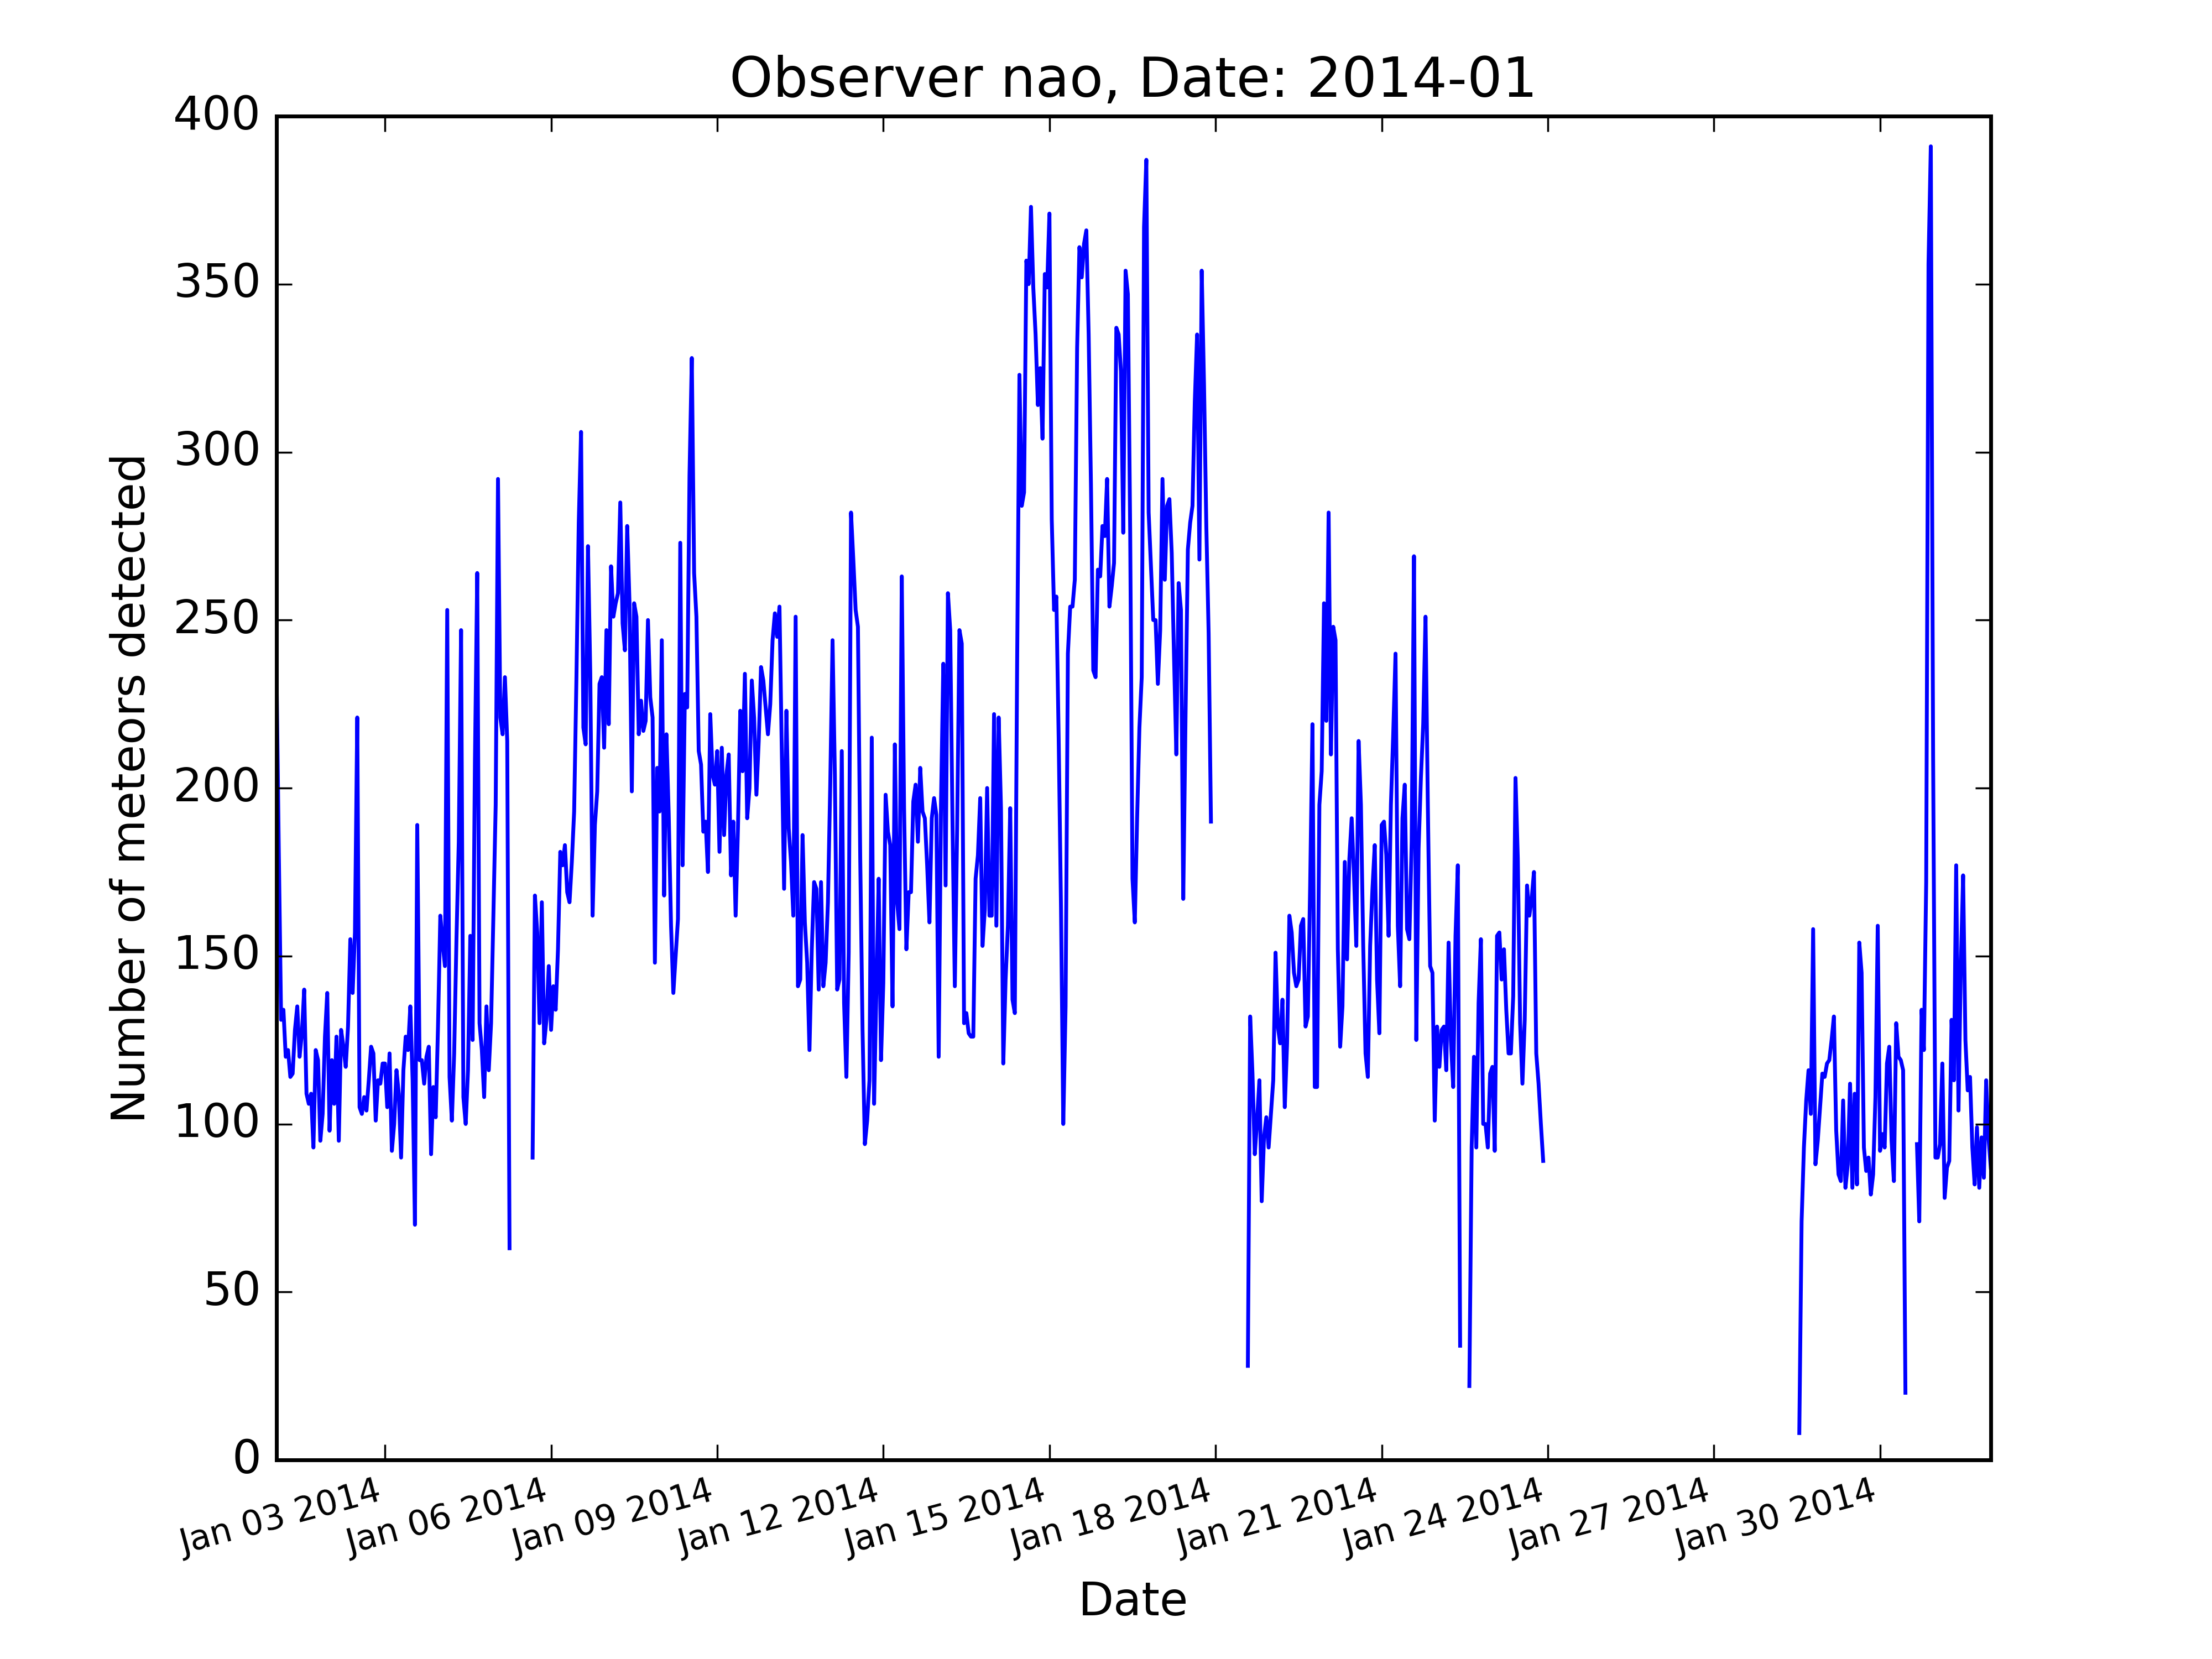 Observer nao, Date: 2014-01
400
350
300
250
200
150
100
50
0
Number of meteors detected
Jan 03 2014
Jan 06 2014
Jan 09 2014
Jan 12 2014
Jan 15 2014
Jan 18 2014
Jan 21 2014
Jan 24 2014
Jan 27 2014
Jan 30 2014
Date